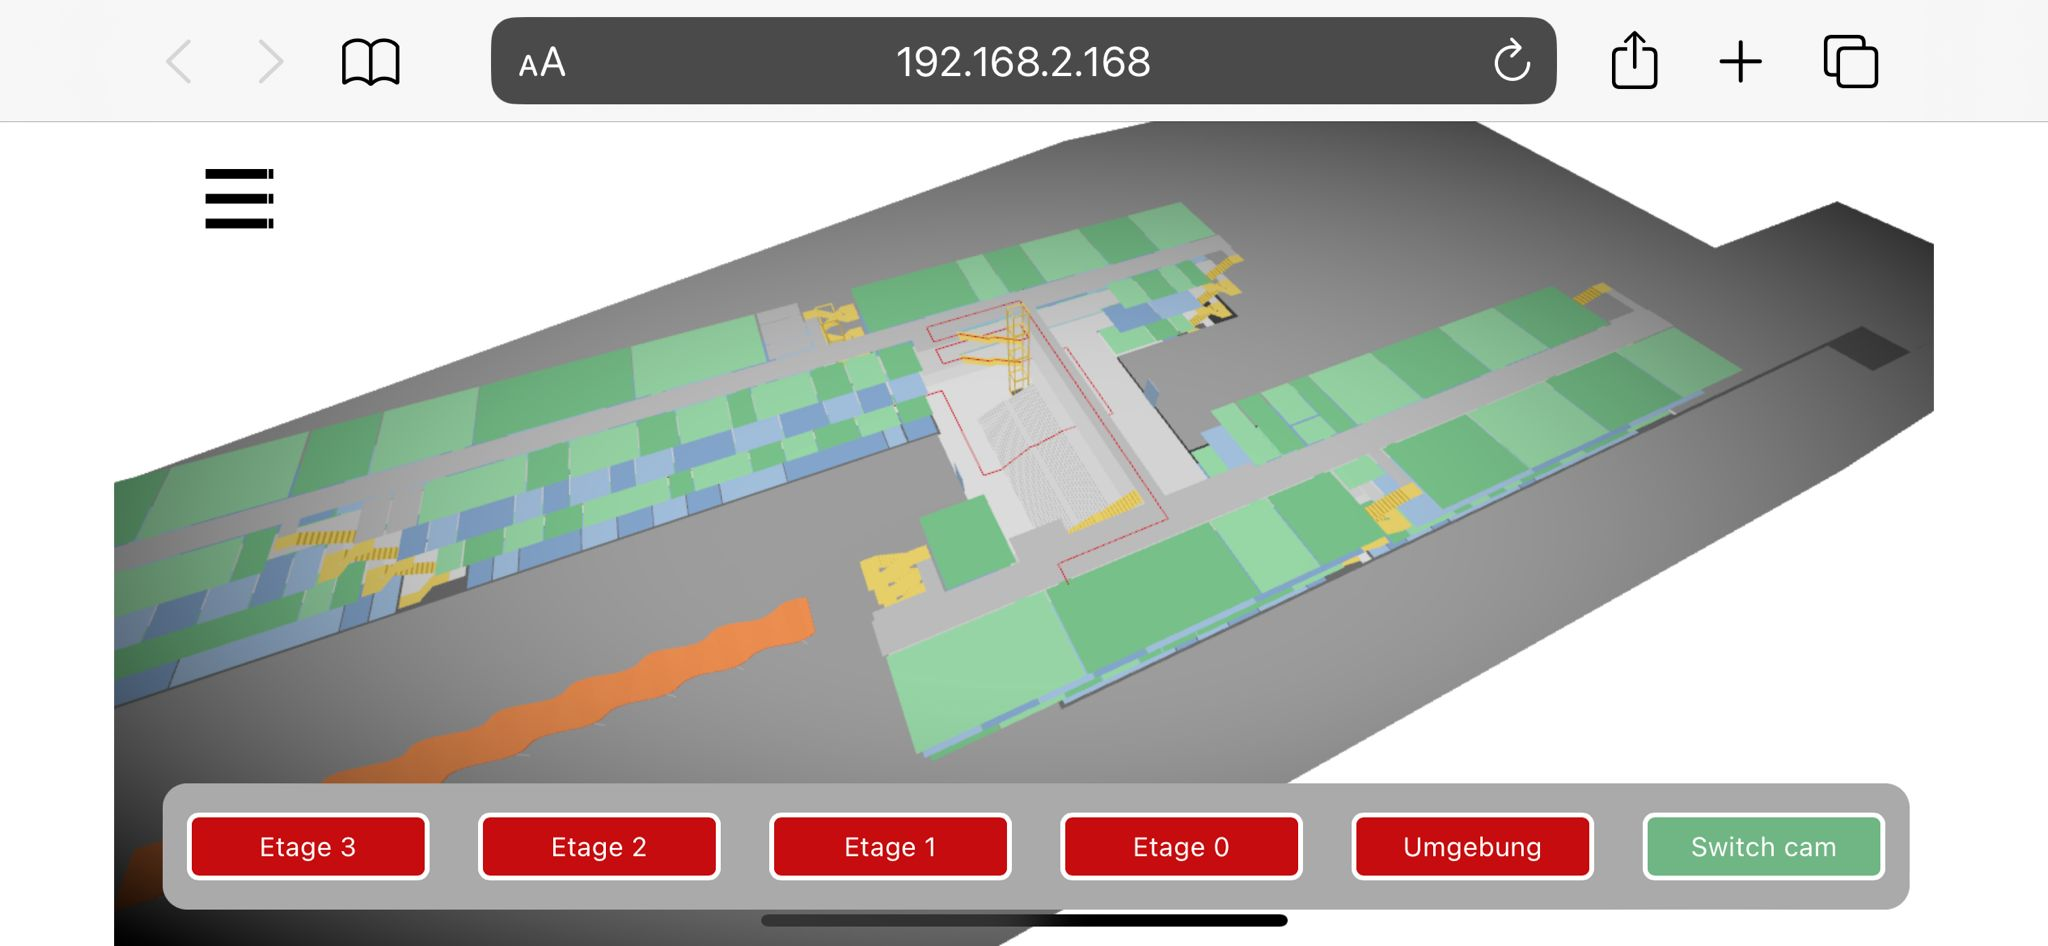 AA
192.168.2.168
Etage 3
Etage 2
Etage 1
Etage 0
Umgebung
Switch cam